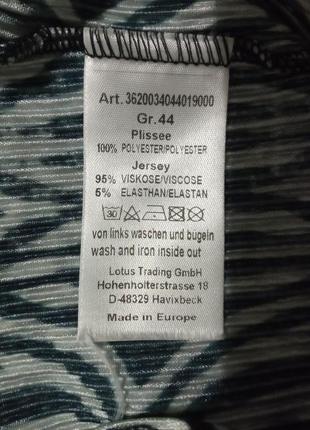 Art. 3620034044019000
Gr. 44
Plissee
100% POLYESTER/POLYESTER
Jersey
95% VISKOSE/VISCOSE
5% ELASTHAN/ELASTAN
30
von links waschen und bugeln
wash and iron inside out
Lotus Trading GmbH
Hohenholterstrasse 18
D-48329 Havixbeck
Made in Europe